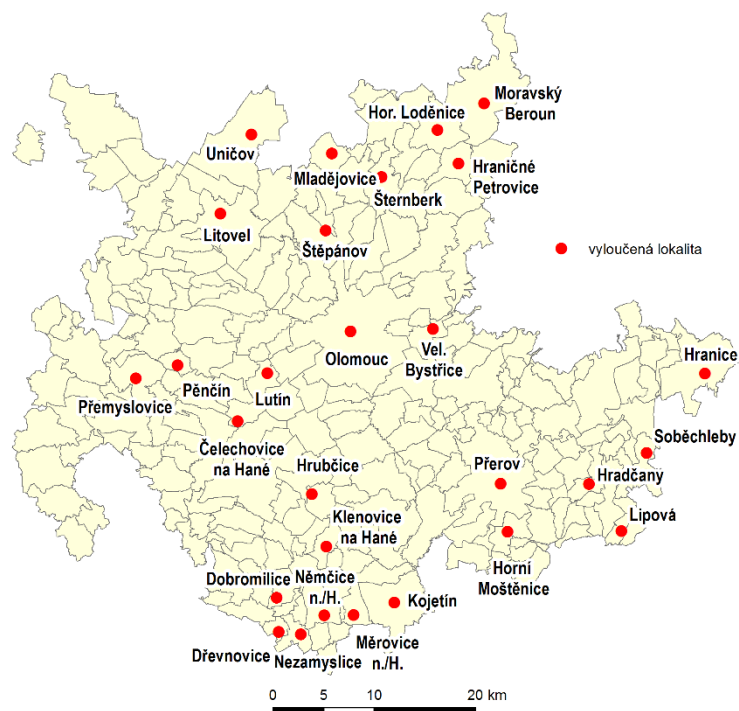 Moravský
Beroun
Hor. Loděnice
Uničov
Mladějovice
Hraničné
Petrovice
Šternberk
Litovel
Štěpánov
vyloučená lokalita
Olomouc
Vel.
Bystřice
Hranice
Pěnčín
Lutín
Přemyslovice
Čelechovice
na Hané
Soběchleby
Hrubčice
Přerov
Hradčany
Klenovice
na Hané
Lipová
Horní
Moštěnice
Dobromilice
Němčice
n./H.
Kojetín
Měrovice
n./H.
Dřevnovice
Nezamyslice
0 5 10 20 km